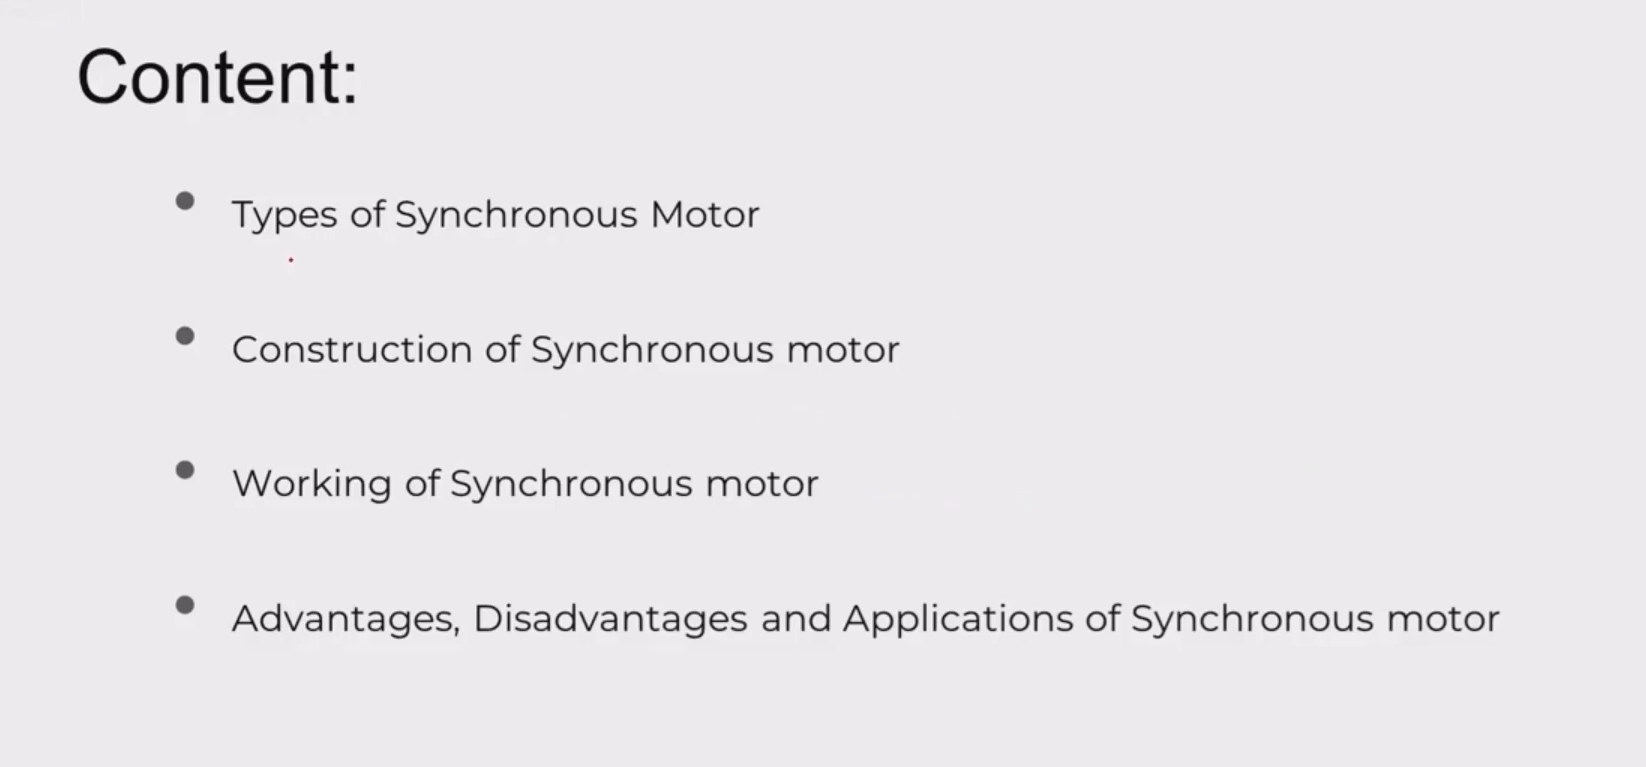 Content:
Types of Synchronous Motor
Construction of Synchronous motor
Working of Synchronous motor
Advantages, Disadvantages and Applications of Synchronous motor